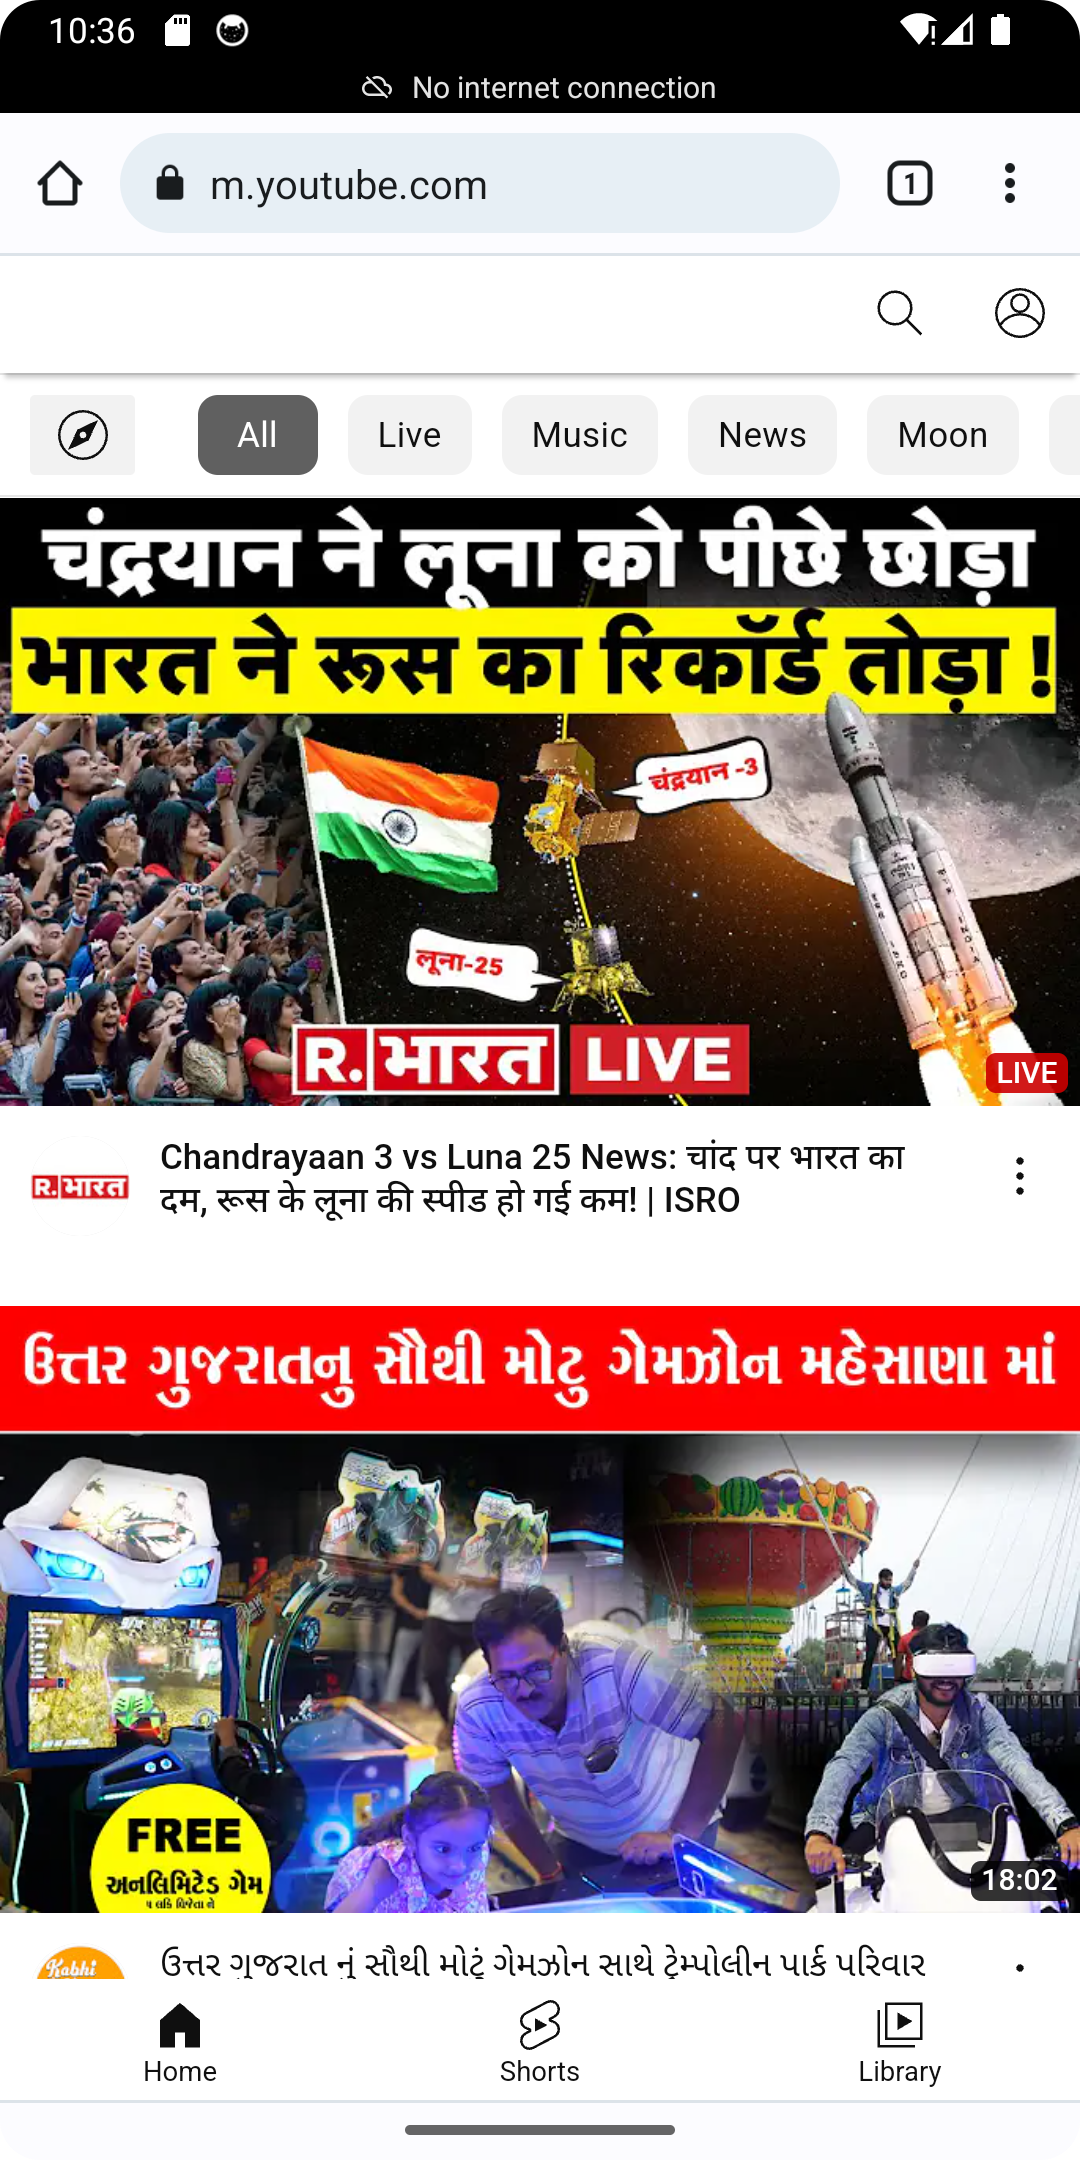 10:36
No internet connection
m.youtube.com
1
All
Live
Music
News
Moon
चंद्रयान ने लूना को पीछे छोड़ा
भारत ने रूस का रिकॉर्ड तोड़ा !
चंद्रयान -3
लूना-25
R. भारत LIVE
LIVE
R. भारत
Chandrayaan 3 vs Luna 25 News: चांद पर भारत का
दम, रूस के लूना की स्पीड हो गई कम! | ISRO
ઉત્તર ગુજરાતનુ સૌથી મોટુ ગેમઝોન મહેસાણા માં
FREE
અનલિમિટેડ ગેમ
18:02
Kabhi
ઉત્તર ગુજરાત નું સૌથી મોટું ગેમઝોન સાથે ટ્રેમ્પોલીન પાર્ક પરિવાર
Home
Shorts
Library